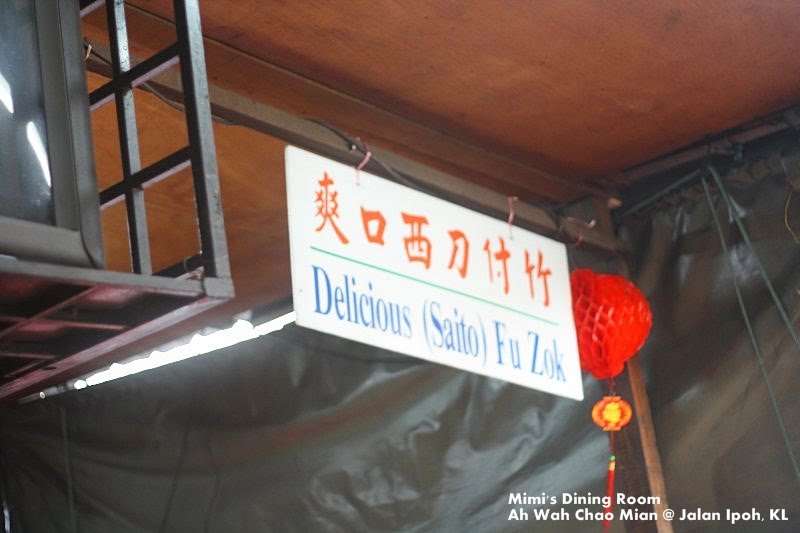 爽口西刀付竹
Delicious (Saito) Fu Zok
Mimi's Dining Room
Ah Wah Chao Mian @ Jalan Ipoh, KL